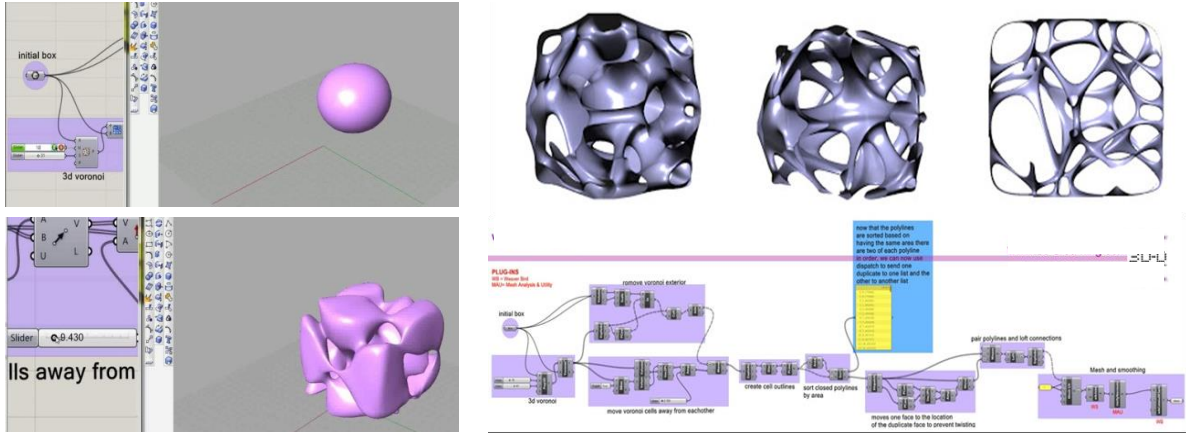 initial box
3d voronoi
A
V
V
B
A
U
L
Slider
9.430
lls away from
now that the polylines
are sorted based on
having the same area there
are two of each polyline
in order, we can now use
dispatch to send one
duplicate to one list and the
other to another list
PLUG-INS
MAU= Mesh Analysis & Utility
remove voronoi exterior
initial box
3d voronoi
move voronoi cells away from eachother
create cell outlines
sort closed polylines
by area
pair polylines and loft connections
moves one face to the location
of the duplicate face to prevent twisting
Mesh and smoothing
MAU